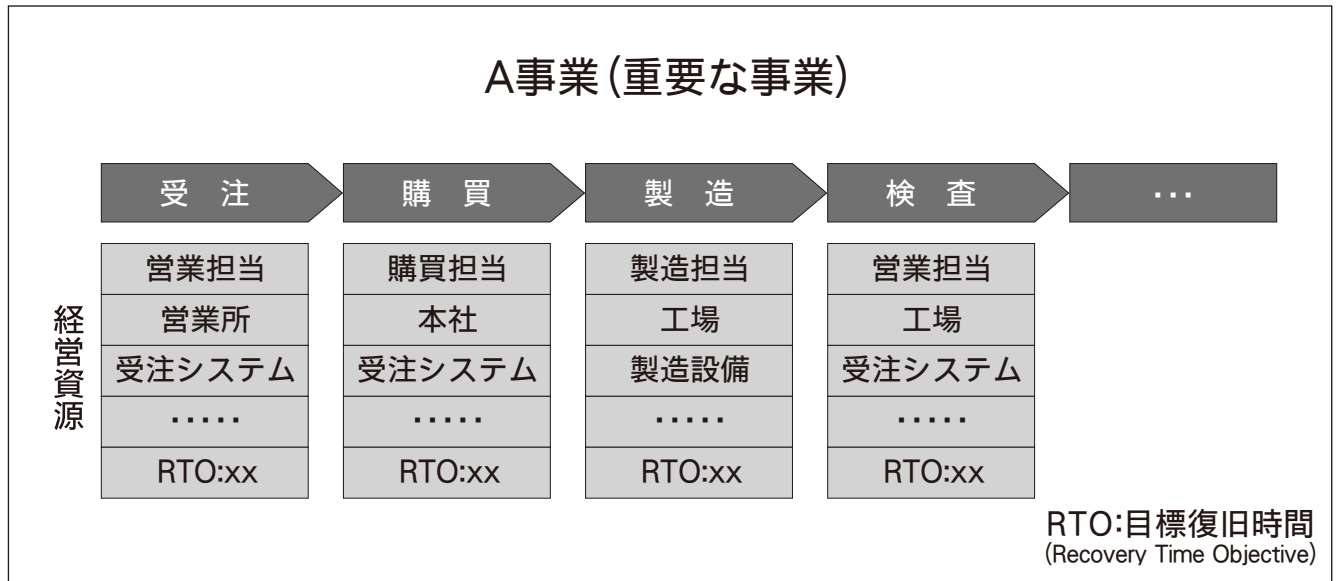 A事業(重要な事業)
受 注
購 買
製 造
検 査
･･･
経営資源
営業担当
営業所
受注システム
･････
RTO:xx
購買担当
本社
受注システム
･････
RTO:xx
製造担当
工場
製造設備
･････
RTO:xx
営業担当
工場
受注システム
･････
RTO:xx
RTO:目標復旧時間
(Recovery Time Objective)